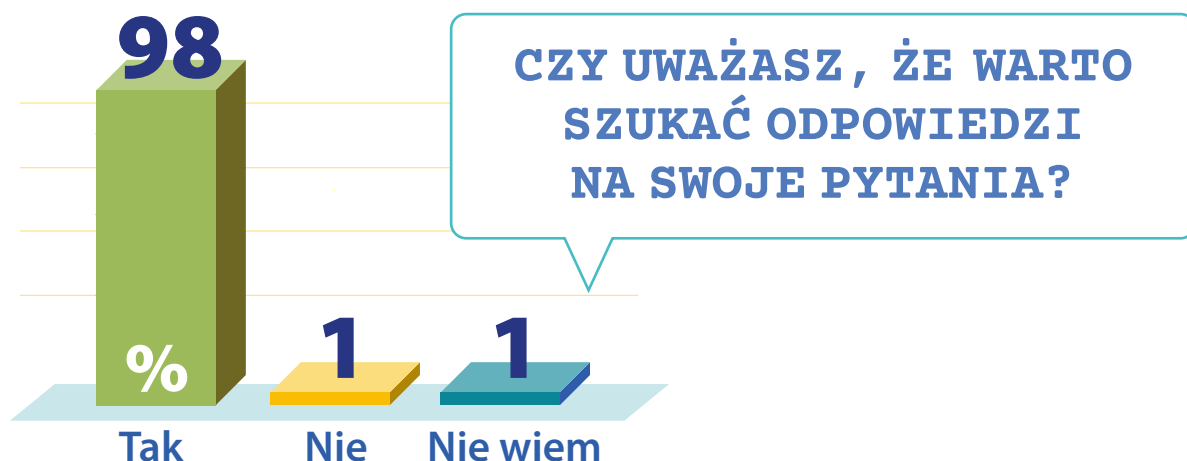 98
CZY UWAŻASZ, ŻE WARTO
SZUKAĆ ODPOWIEDZI
NA SWOJE PYTANIA?
1
1
%
Tak
Nie
Nie wiem